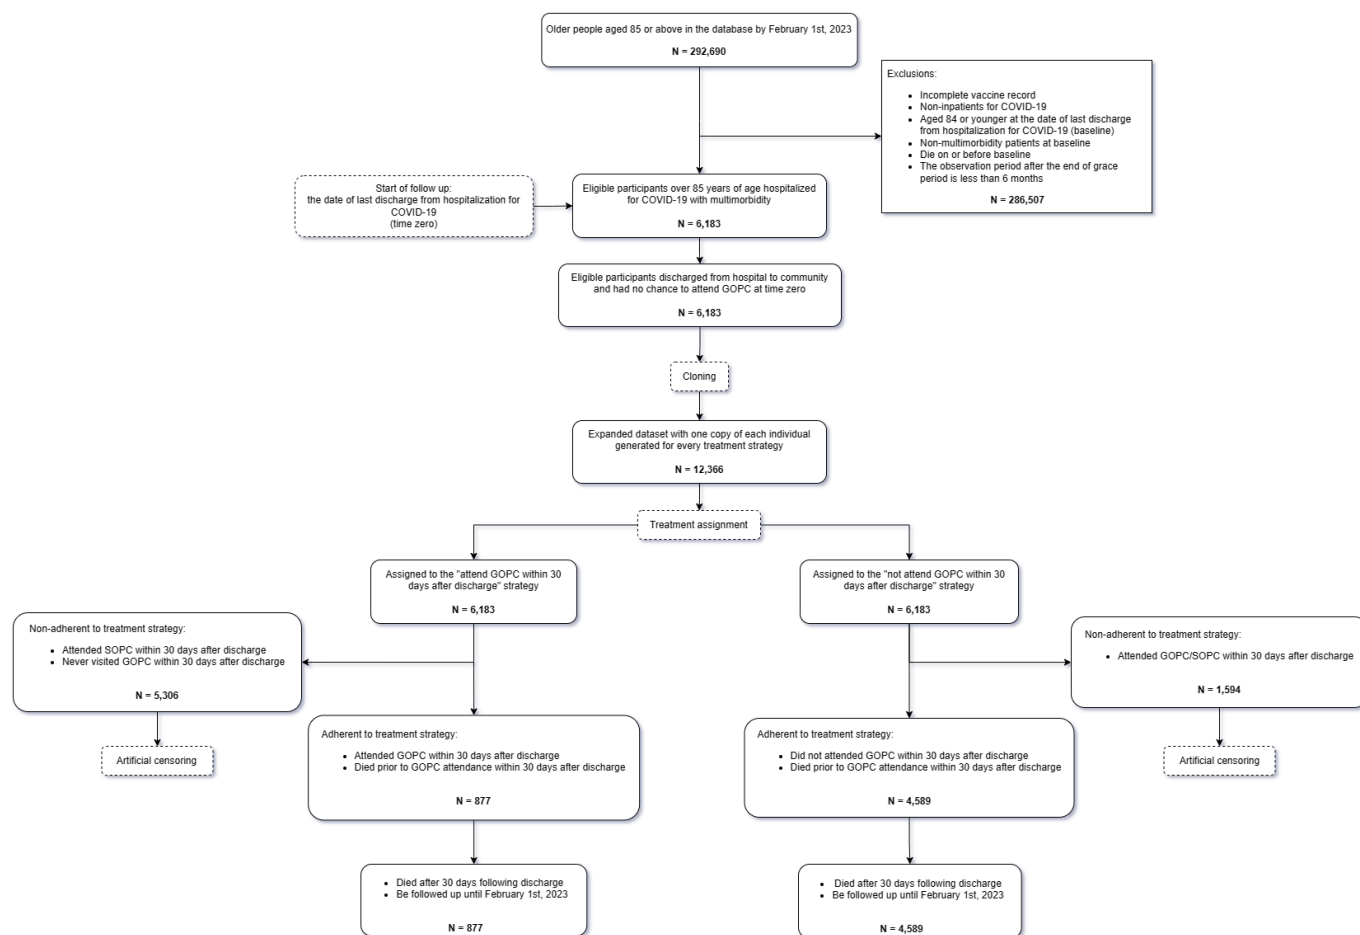 Older people aged 85 or above in the database by February 1st, 2023
N = 292,690
Exclusions:
• Incomplete vaccine record
• Non-inpatients for COVID-19
• Aged 84 or younger at the date of last discharge
from hospitalization for COVID-19 (baseline)
• Non-multimorbidity patients at baseline
• Die on or before baseline
• The observation period after the end of grace
period is less than 6 months
N = 286,507
Start of follow up:
the date of last discharge from hospitalization for
COVID-19
(time zero)
Eligible participants over 85 years of age hospitalized
for COVID-19 with multimorbidity
N = 6,183
Eligible participants discharged from hospital to community
and had no chance to attend GOPC at time zero
N = 6,183
Cloning
Expanded dataset with one copy of each individual
generated for every treatment strategy
N = 12,366
Treatment assignment
Assigned to the "attend GOPC within 30
days after discharge" strategy
N = 6,183
Assigned to the "not attend GOPC within 30
days after discharge" strategy
N = 6,183
Non-adherent to treatment strategy:
• Attended SOPC within 30 days after discharge
• Never visited GOPC within 30 days after discharge
N = 5,306
Non-adherent to treatment strategy:
• Attended GOPC/SOPC within 30 days after discharge
N = 1,594
Artificial censoring
Adherent to treatment strategy:
• Attended GOPC within 30 days after discharge
• Died prior to GOPC attendance within 30 days after discharge
N = 877
Adherent to treatment strategy:
• Did not attended GOPC within 30 days after discharge
• Died prior to GOPC attendance within 30 days after discharge
N = 4,589
Artificial censoring
• Died after 30 days following discharge
• Be followed up until February 1st, 2023
N = 877
• Died after 30 days following discharge
• Be followed up until February 1st, 2023
N = 4,589